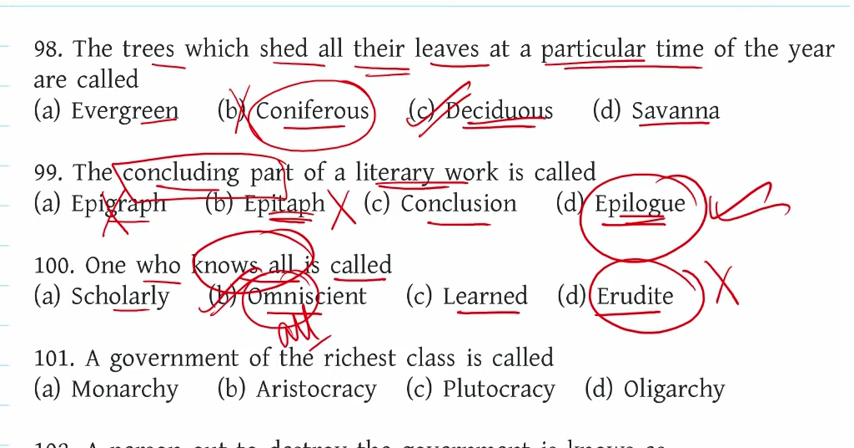 98. The trees which shed all their leaves at a particular time of the year
are called
(a) Evergreen (b) Coniferous (c) Deciduous (d) Savanna
99. The concluding part of a literary work is called
(a) Epigraph (b) Epitaph (c) Conclusion (d) Epilogue
100. One who knows all is called
(a) Scholarly (b) Omniscient (c) Learned (d) Erudite
all
101. A government of the richest class is called
(a) Monarchy (b) Aristocracy (c) Plutocracy (d) Oligarchy